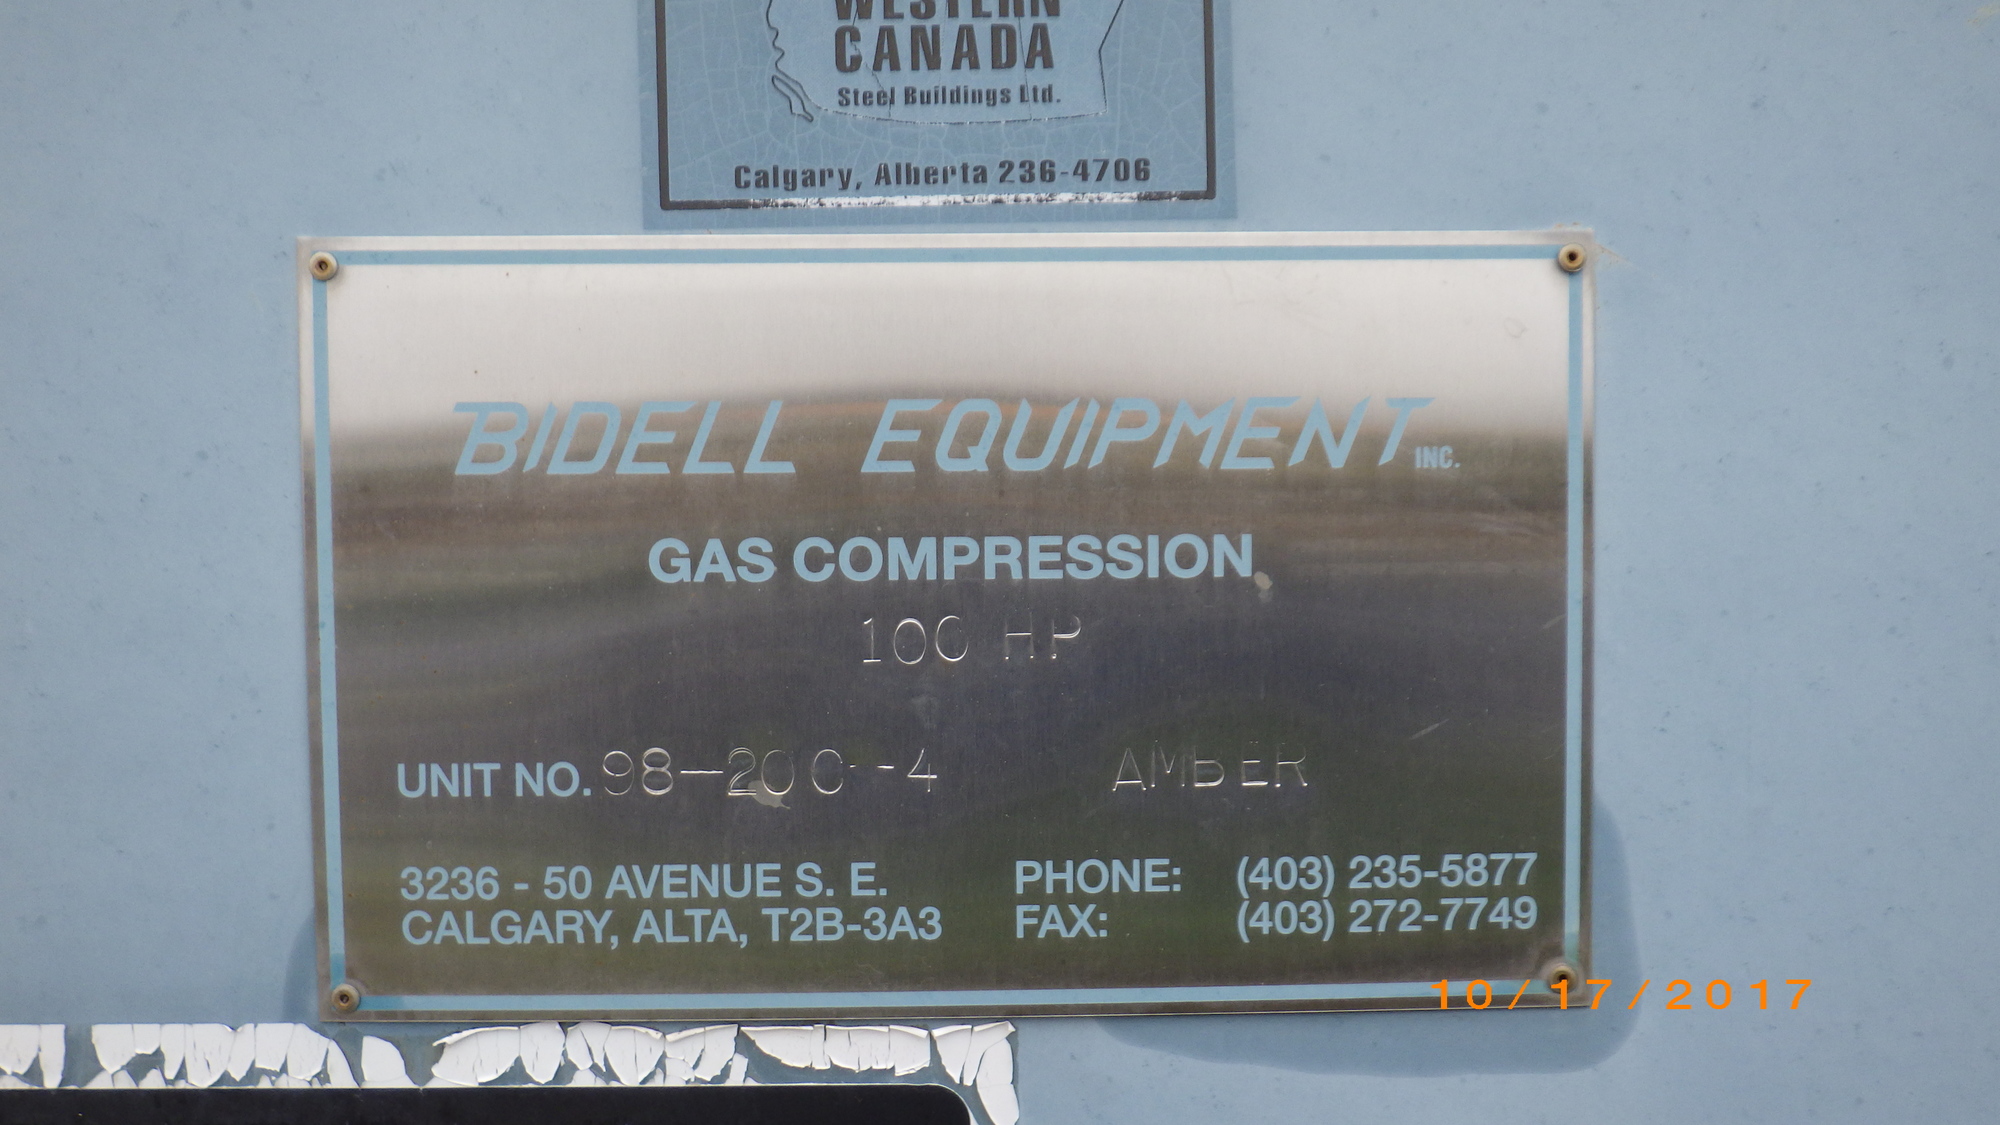 WESTERN
CANADA
Steel Buildings Ltd.
Calgary, Alberta 236-4706
BIDELL EQUIPMENT INC.
GAS COMPRESSION
100 HP
UNIT NO. 98-200-4 AMBER
3236 - 50 AVENUE S. E. PHONE: (403) 235-5877
CALGARY, ALTA, T2B-3A3 FAX: (403) 272-7749
10/17/2017